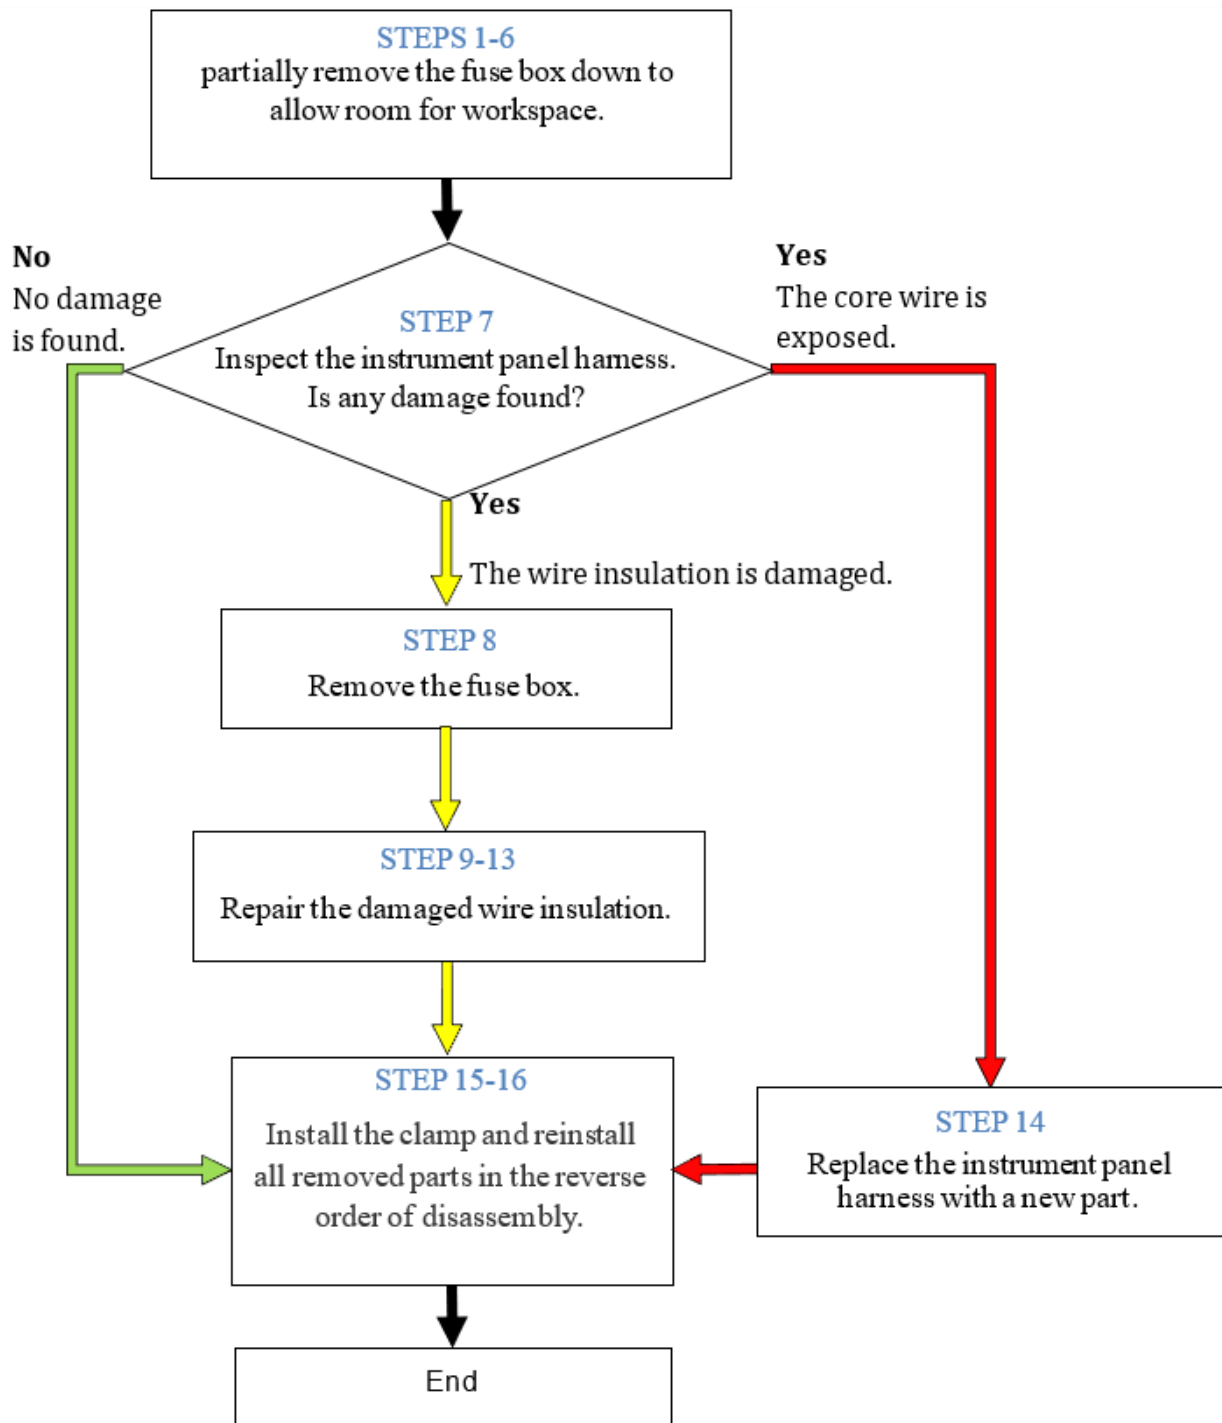 STEPS 1-6
partially remove the fuse box down to
allow room for workspace.
No
No damage
is found.
Yes
The core wire is
exposed.
STEP 7
Inspect the instrument panel harness.
Is any damage found?
Yes
The wire insulation is damaged.
STEP 8
Remove the fuse box.
STEP 9-13
Repair the damaged wire insulation.
STEP 15-16
Install the clamp and reinstall
all removed parts in the reverse
order of disassembly.
STEP 14
Replace the instrument panel
harness with a new part.
End